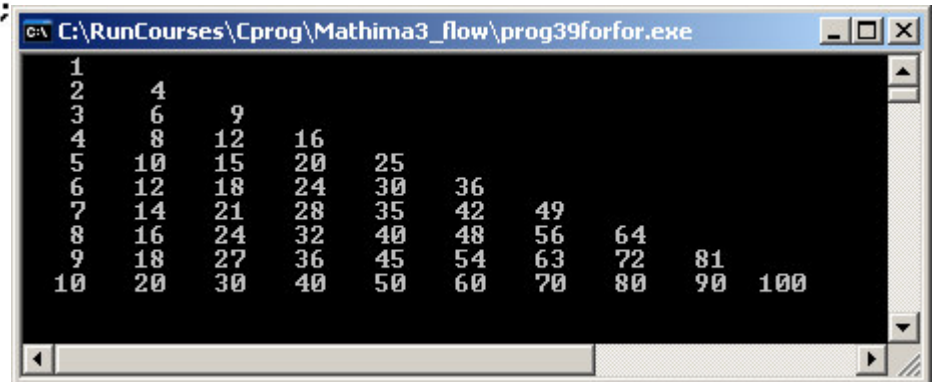 ;
C:\RunCourses\Cprog\Mathima3_flow\prog39forfor.exe
1
2 4
3 6 9
4 8 12 16
5 10 15 20 25
6 12 18 24 30 36
7 14 21 28 35 42 49
8 16 24 32 40 48 56 64
9 18 27 36 45 54 63 72 81
10 20 30 40 50 60 70 80 90 100